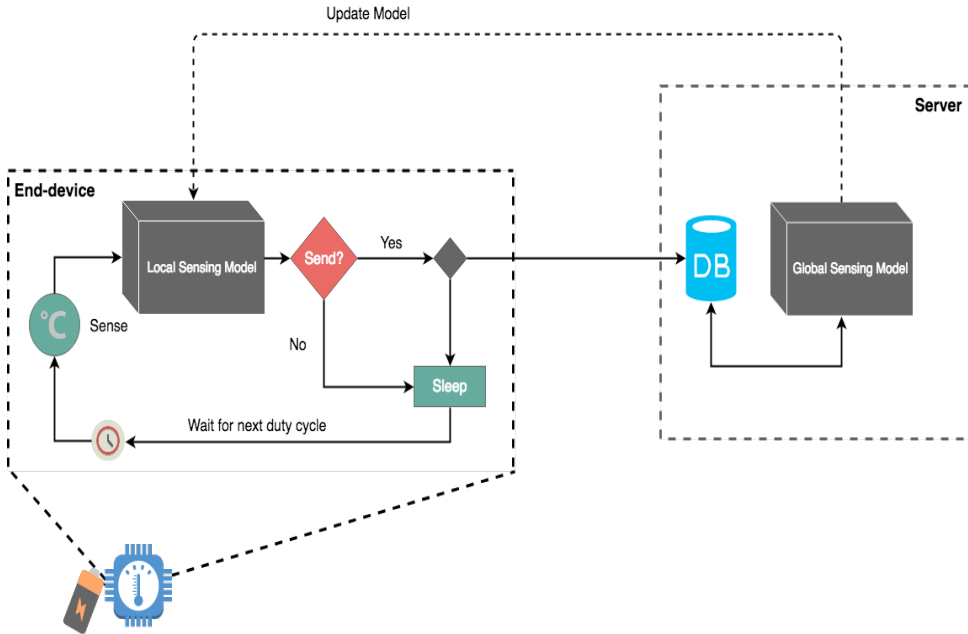 Update Model
Server
End-device
Local Sensing Model
Send?
Yes
DB
Global Sensing Model
°C
Sense
No
Sleep
Wait for next duty cycle